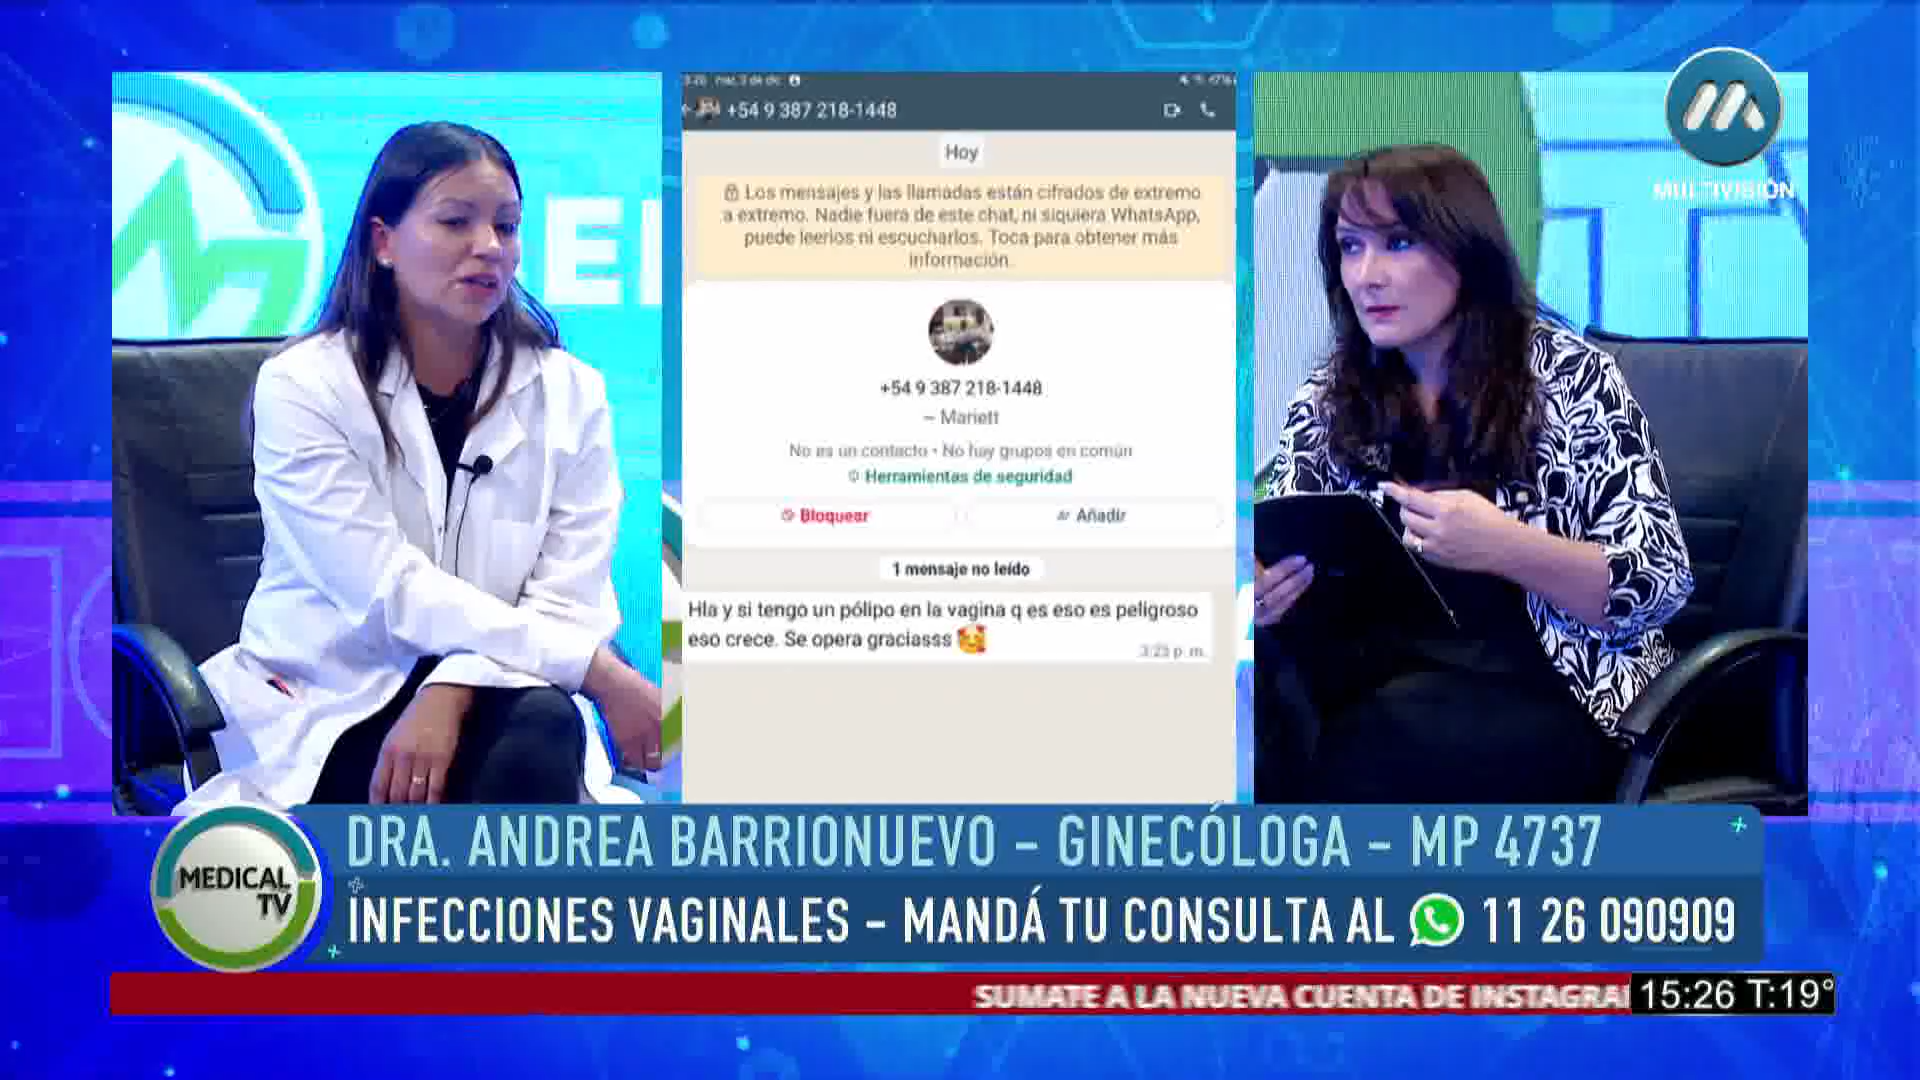 MULTIVISIÓN
+54 9 387 218-1448
Hoy
Los mensajes y las llamadas están cifrados de extremo
a extremo. Nadie fuera de este chat, ni siquiera WhatsApp,
puede leerlos ni escucharlos. Toca para obtener más
información.
+54 9 387 218-1448
~ Mariett
No es un contacto • No hay grupos en común
Herramientas de seguridad
Bloquear
Añadir
1 mensaje no leído
Hla y si tengo un pólipo en la vagina q es eso es peligroso
eso crece. Se opera graciasss 🥰
3:25 p. m.
DRA. ANDREA BARRIONUEVO - GINECÓLOGA - MP 4737
MEDICAL
TV
INFECCIONES VAGINALES - MANDÁ TU CONSULTA AL 11 26 090909
SUMATE A LA NUEVA CUENTA DE INSTAGRA
15:26 T:19°